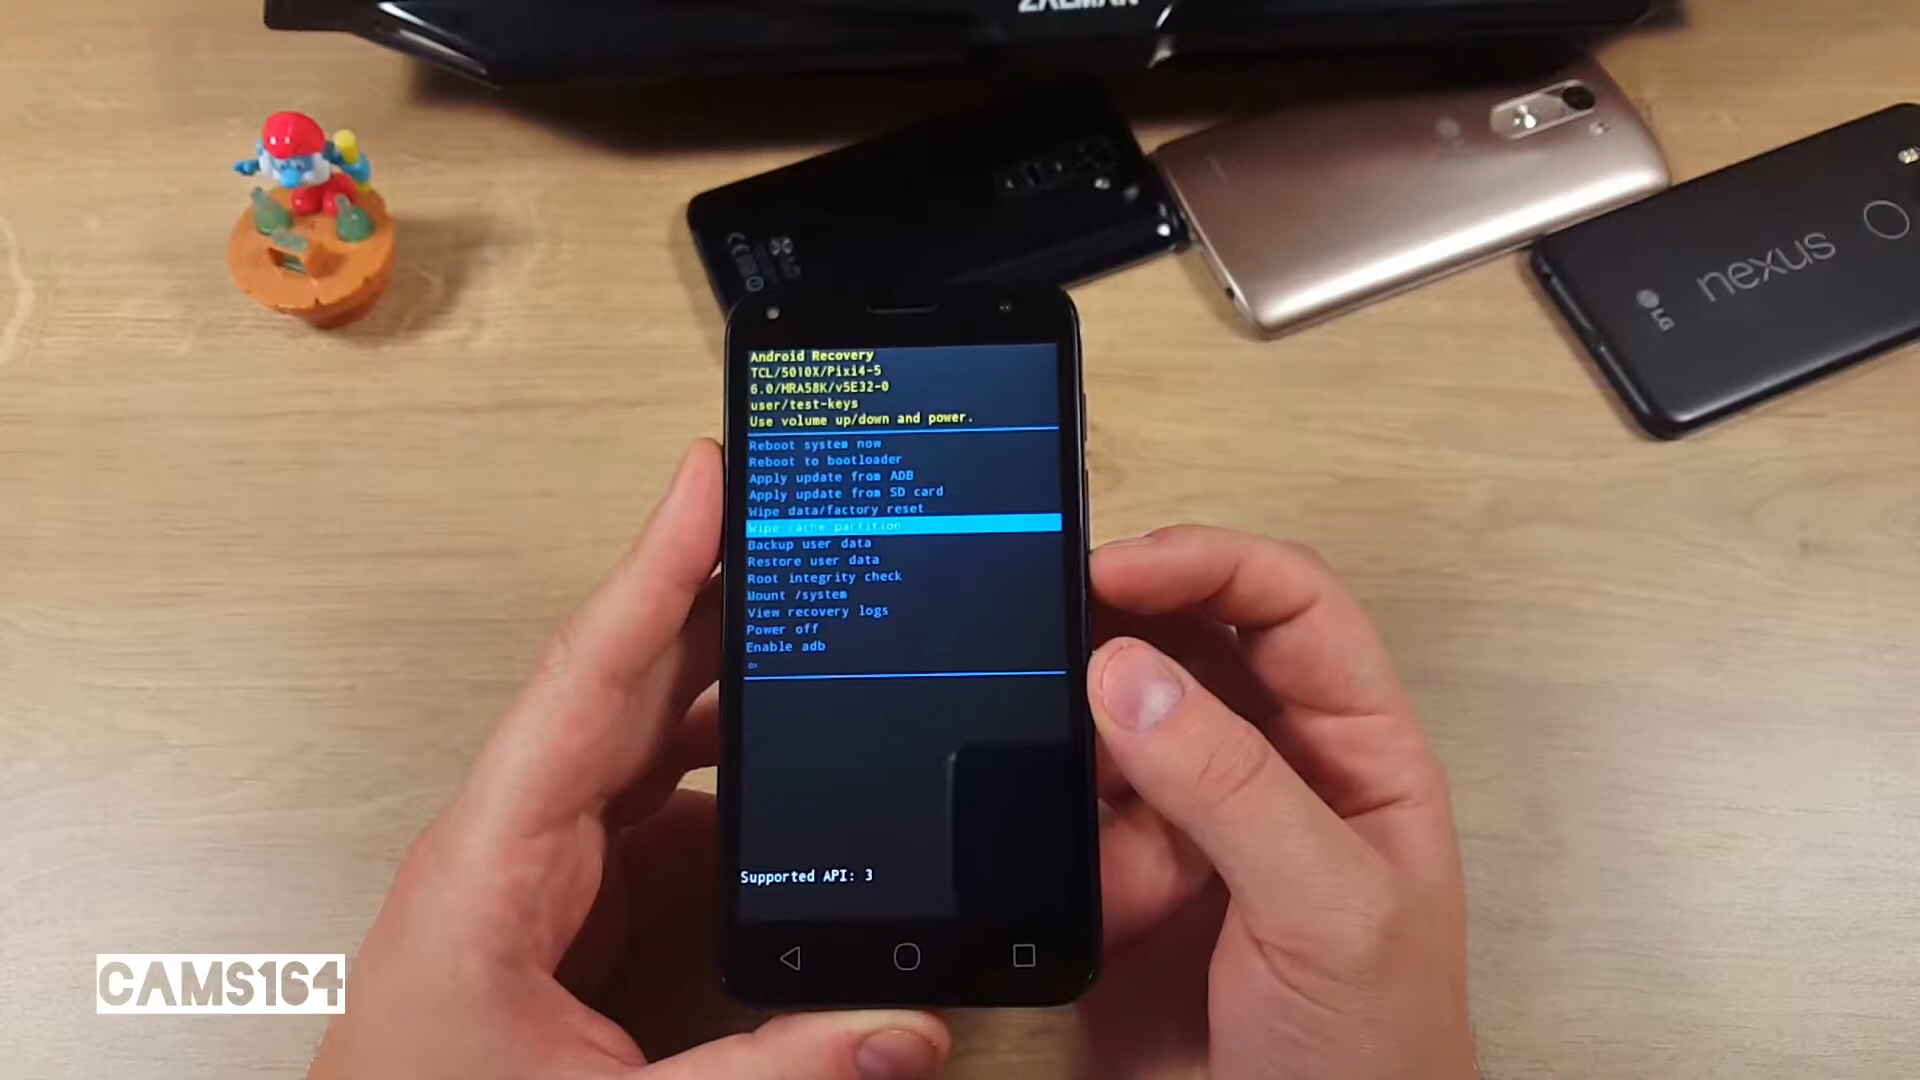 ZALMAN
nexus
LG
Android Recovery
TCL/5010X/Pixi4-5
6.0/MRA58K/v5E32-0
user/test-keys
Use volume up/down and power.
Reboot system now
Reboot to bootloader
Apply update from ADB
Apply update from SD card
Wipe data/factory reset
Wipe cache partition
Backup user data
Restore user data
Root integrity check
Mount /system
View recovery logs
Power off
Enable adb
Supported API: 3
CAMS164